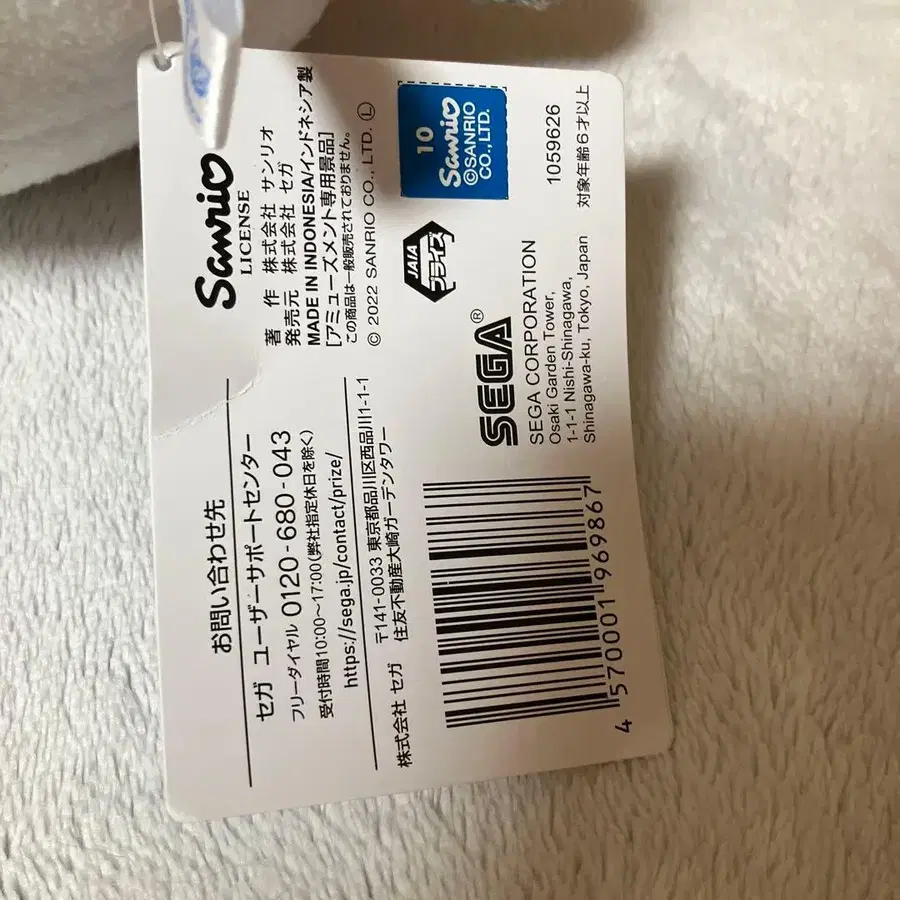 Sanrio
LICENSE
著 作 株式会社 サンリオ
発売元 株式会社 セガ
MADE IN INDONESIA/インドネシア製
[アミューズメント専用景品]
この商品は一般販売されておりません。
© 2022 SANRIO CO., LTD. Ⓛ
10
Sanrio
©SANRIO
CO., LTD.
JAIA
プライズ
1059626
対象年齢6才以上
お問い合わせ先
セガ ユーザーサポートセンター
フリーダイヤル 0120-680-043
受付時間10:00〜17:00(弊社指定休日を除く)
https://sega.jp/contact/prize/
株式会社 セガ 〒141-0033 東京都品川区西品川1-1-1
住友不動産大崎ガーデンタワー
SEGA®
SEGA CORPORATION
Osaki Garden Tower,
1-1-1 Nishi-Shinagawa,
Shinagawa-ku, Tokyo, Japan
4 570001 969867